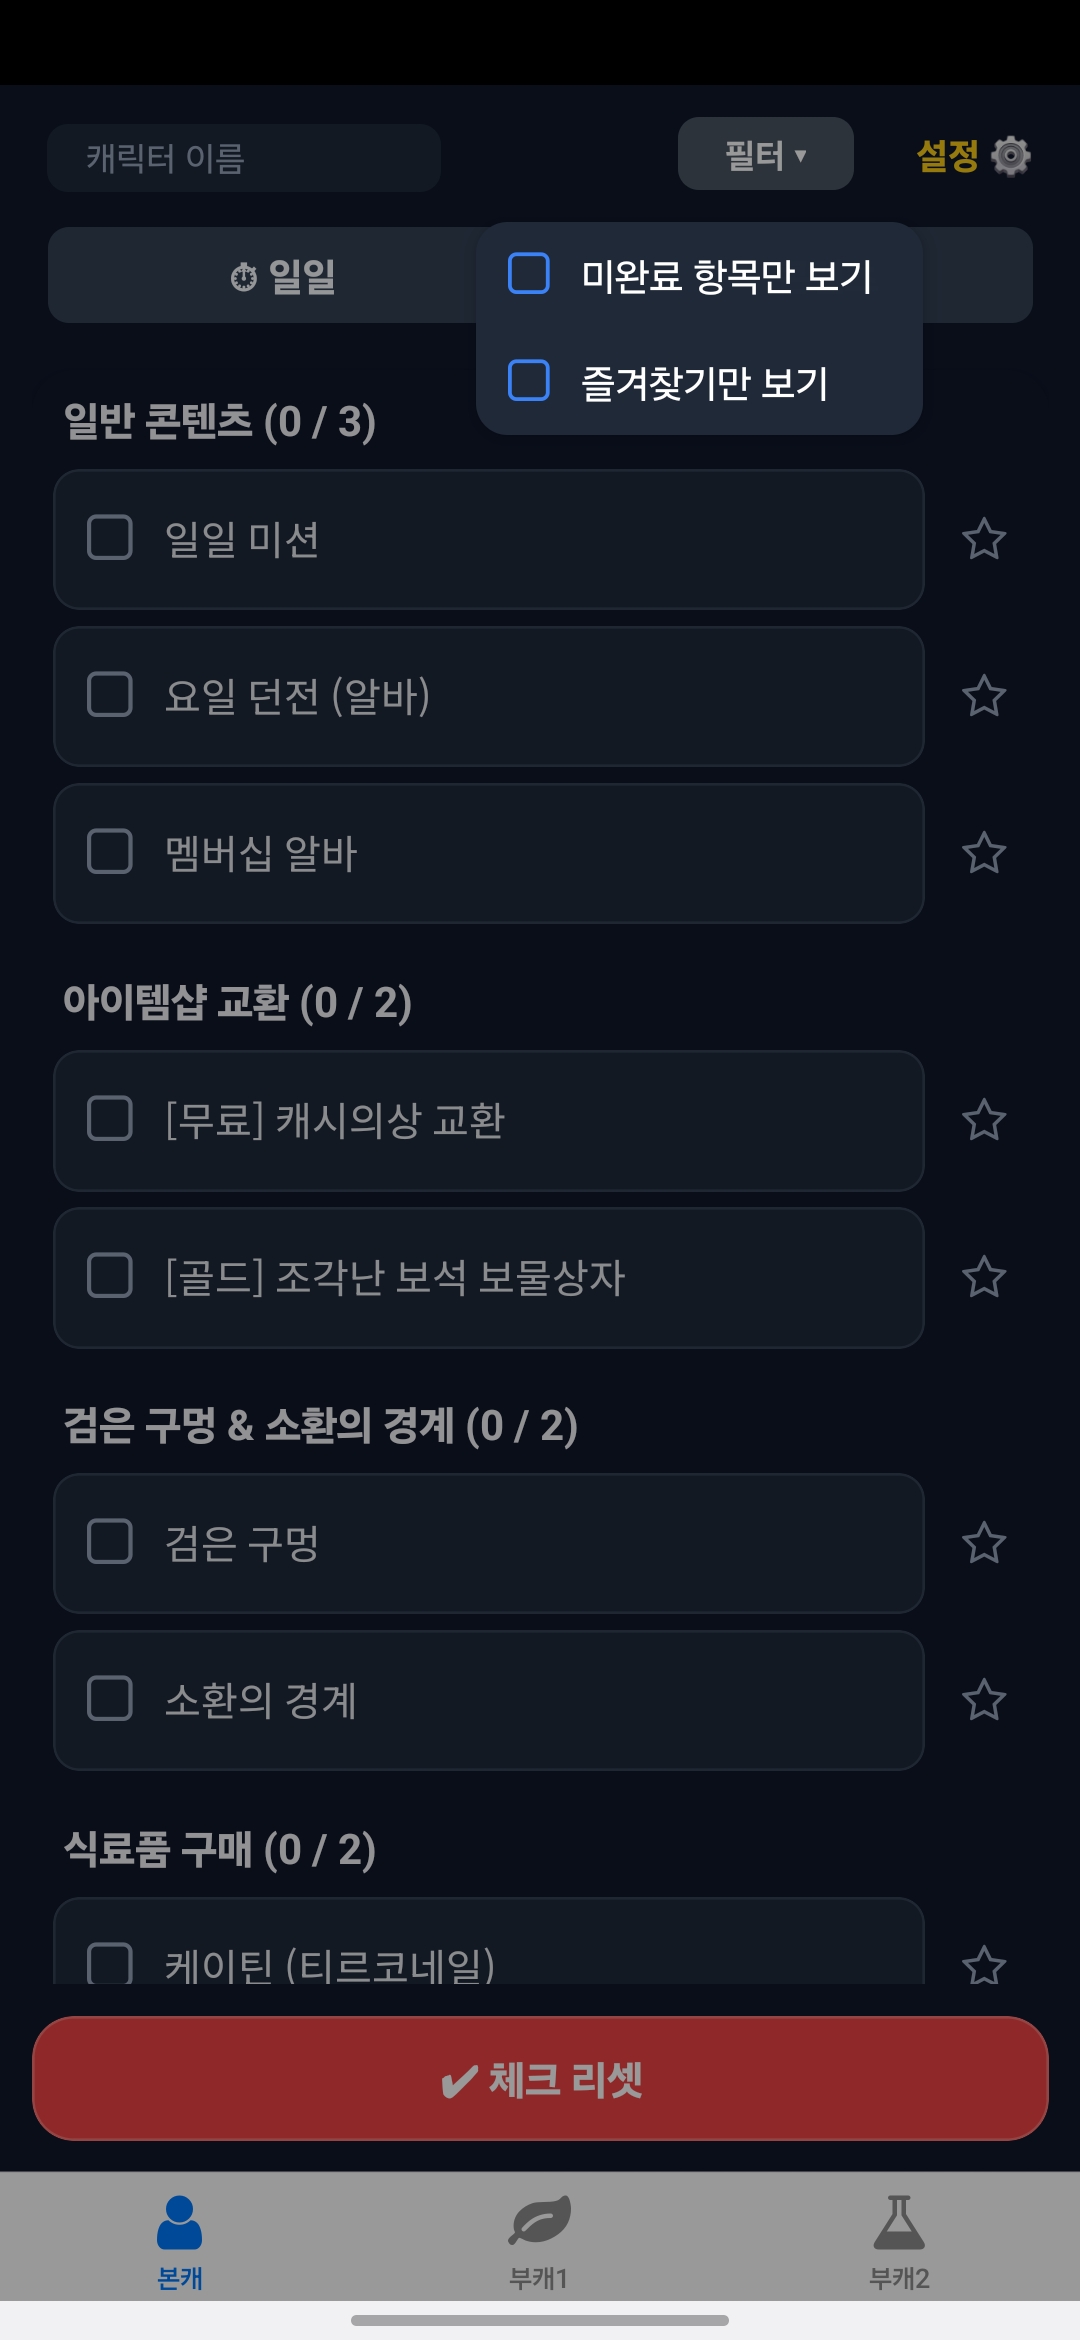 캐릭터 이름
필터 ▾
설정 ⚙️
⏱ 일일
미완료 항목만 보기
즐겨찾기만 보기
일반 콘텐츠 (0 / 3)
일일 미션
요일 던전 (알바)
멤버십 알바
아이템샵 교환 (0 / 2)
[무료] 캐시의상 교환
[골드] 조각난 보석 보물상자
검은 구멍 & 소환의 경계 (0 / 2)
검은 구멍
소환의 경계
식료품 구매 (0 / 2)
케이틴 (티르코네일)
✔ 체크 리셋
본캐
부캐1
부캐2